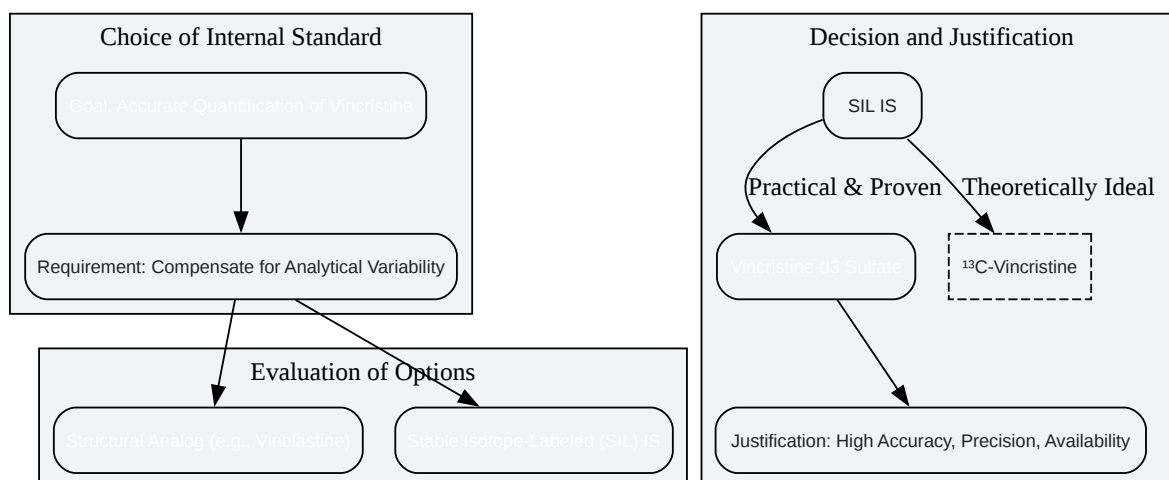 Choice of Internal Standard
Goal: Accurate Quantification of Vincristine
Requirement: Compensate for Analytical Variability
Evaluation of Options
Structural Analog (e.g., Vinblastine)
Stable Isotope-Labeled (SIL) IS
Decision and Justification
SIL IS
Practical & Proven
Theoretically Ideal
Vincristine-d3 Sulfate
¹³C-Vincristine
Justification: High Accuracy, Precision, Availability